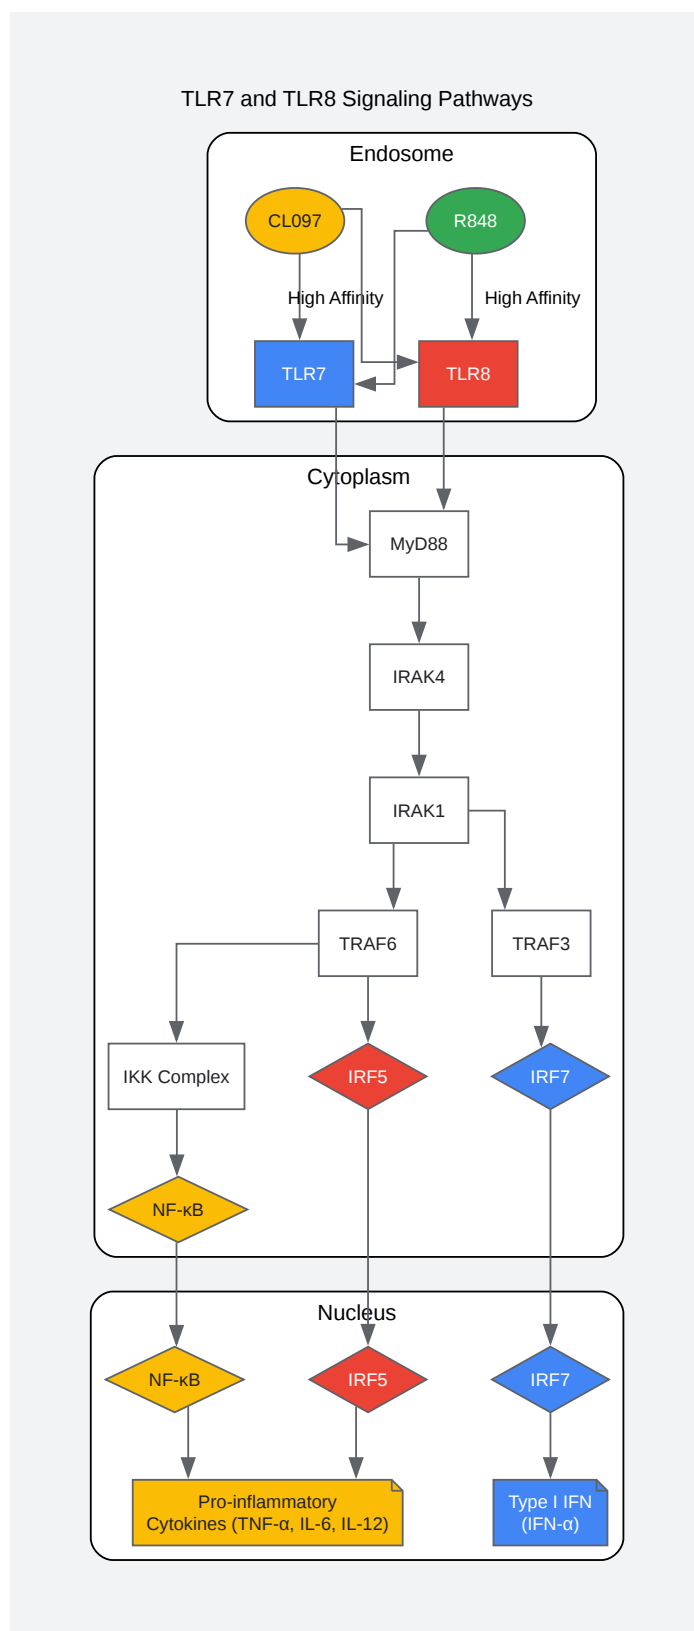 TLR7 and TLR8 Signaling Pathways
Endosome
CL097
R848
High Affinity
High Affinity
TLR7
TLR8
Cytoplasm
MyD88
IRAK4
IRAK1
TRAF6
TRAF3
IKK Complex
IRF5
IRF7
NF-κB
Nucleus
NF-κB
IRF5
IRF7
Pro-inflammatory
Cytokines (TNF-α, IL-6, IL-12)
Type I IFN
(IFN-α)